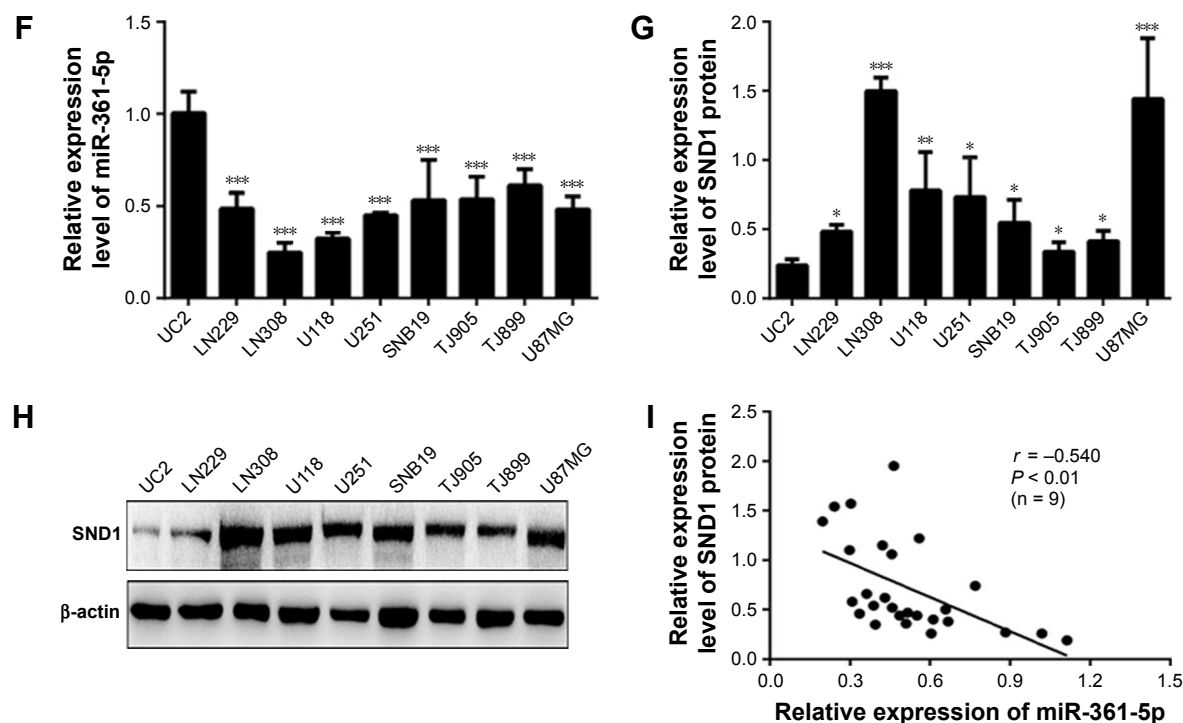 F
Relative expression
level of miR-361-5p
1.5
1.0
0.5
0.0
***
***
***
***
***
***
***
***
UC2
LN229
LN308
U118
U251
SNB19
TJ905
TJ899
U87MG
G
Relative expression
level of SND1 protein
2.0
1.5
1.0
0.5
0.0
*
***
**
*
*
*
*
***
UC2
LN229
LN308
U118
U251
SNB19
TJ905
TJ899
U87MG
H
UC2
LN229
LN308
U118
U251
SNB19
TJ905
TJ899
U87MG
SND1
β-actin
I
Relative expression
level of SND1 protein
2.5
2.0
1.5
1.0
0.5
0.0
r = –0.540
P < 0.01
(n = 9)
0.0 0.3 0.6 0.9 1.2 1.5
Relative expression of miR-361-5p